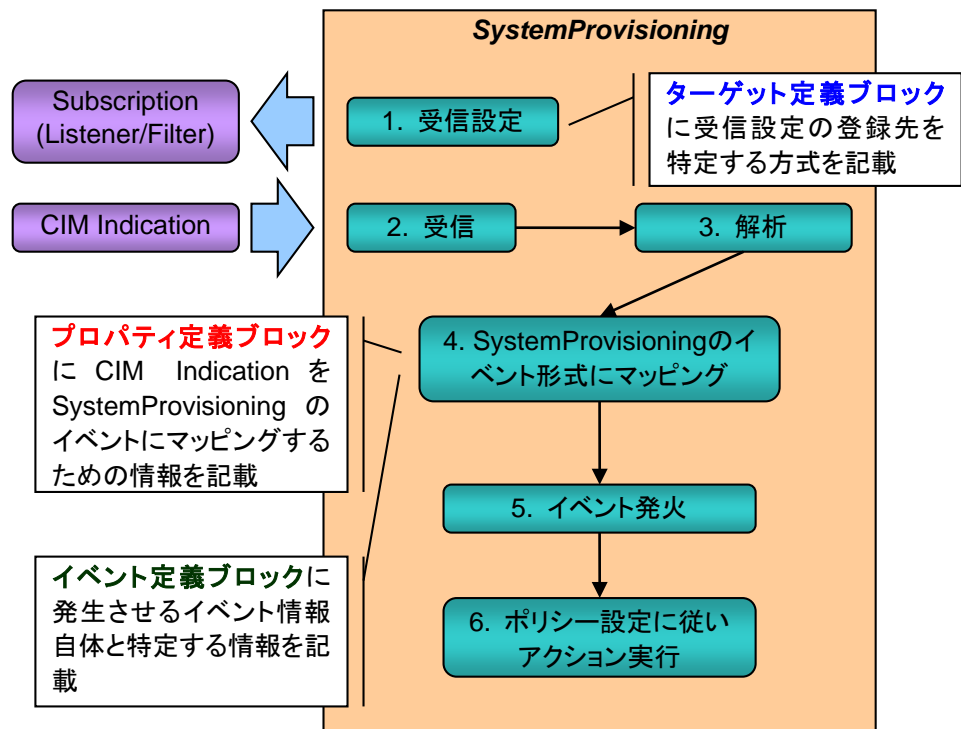 SystemProvisioning
Subscription
(Listener/Filter)
1. 受信設定
ターゲット定義ブロック
に受信設定の登録先を
特定する方式を記載
CIM Indication
2. 受信
3. 解析
プロパティ定義ブロック
に CIM Indication を
SystemProvisioning の
イベントにマッピングする
ための情報を記載
4. SystemProvisioningのイ
ベント形式にマッピング
5. イベント発火
イベント定義ブロックに
発生させるイベント情報
自体と特定する情報を記
載
6. ポリシー設定に従い
アクション実行